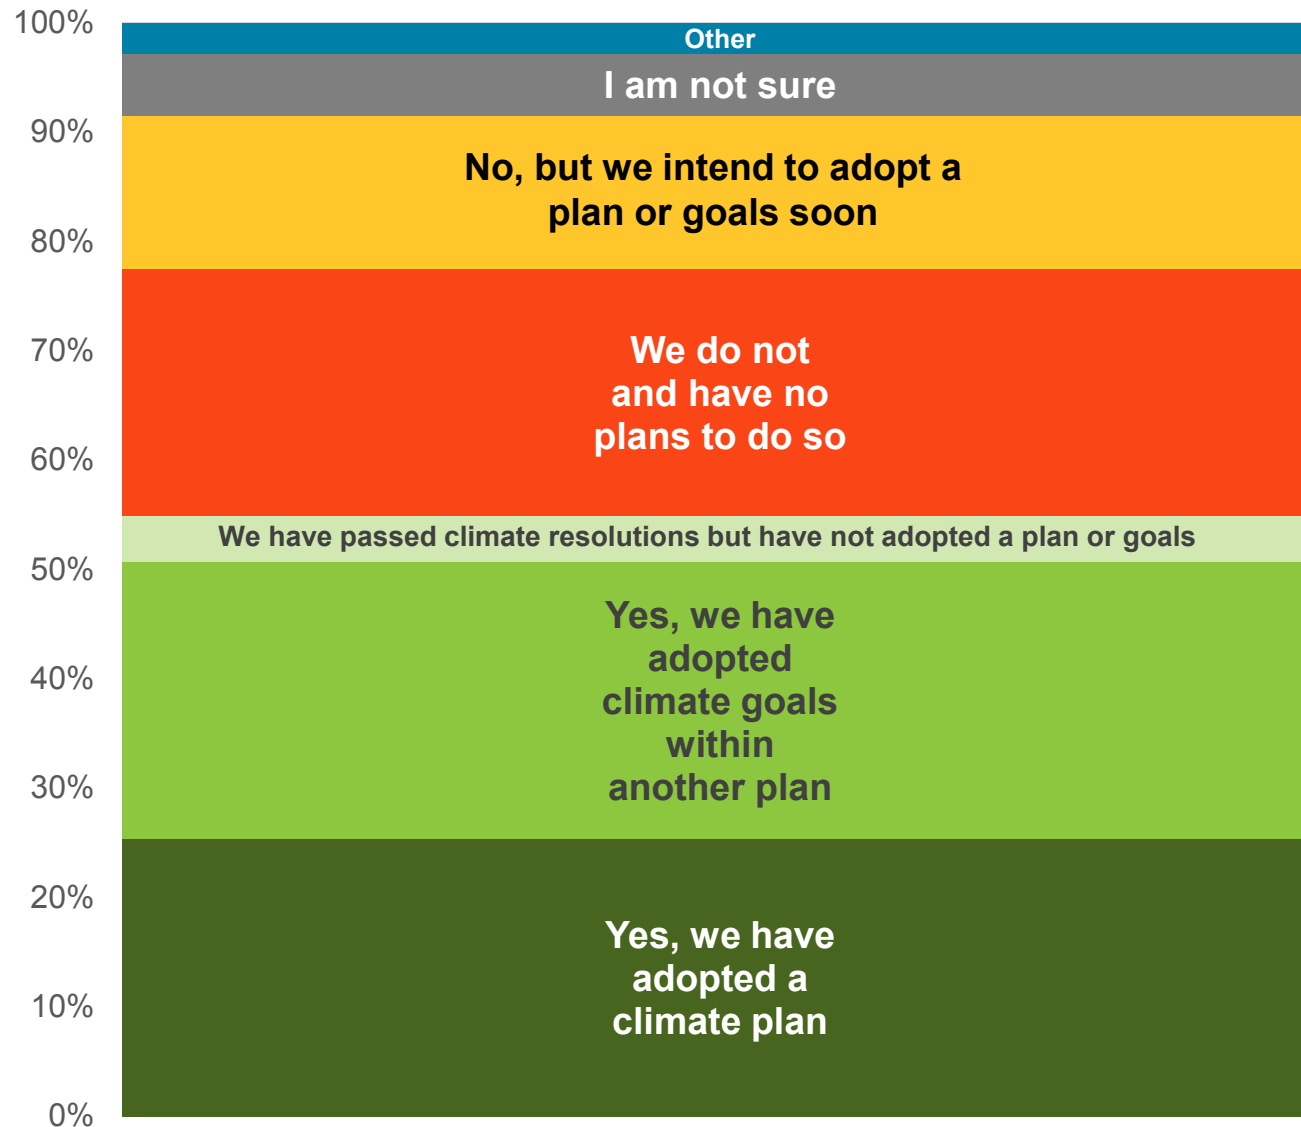 100%
Other
I am not sure
90%
No, but we intend to adopt a
plan or goals soon
80%
70%
We do not
and have no
plans to do so
60%
We have passed climate resolutions but have not adopted a plan or goals
50%
Yes, we have
adopted
climate goals
within
another plan
40%
30%
20%
Yes, we have
adopted a
climate plan
10%
0%